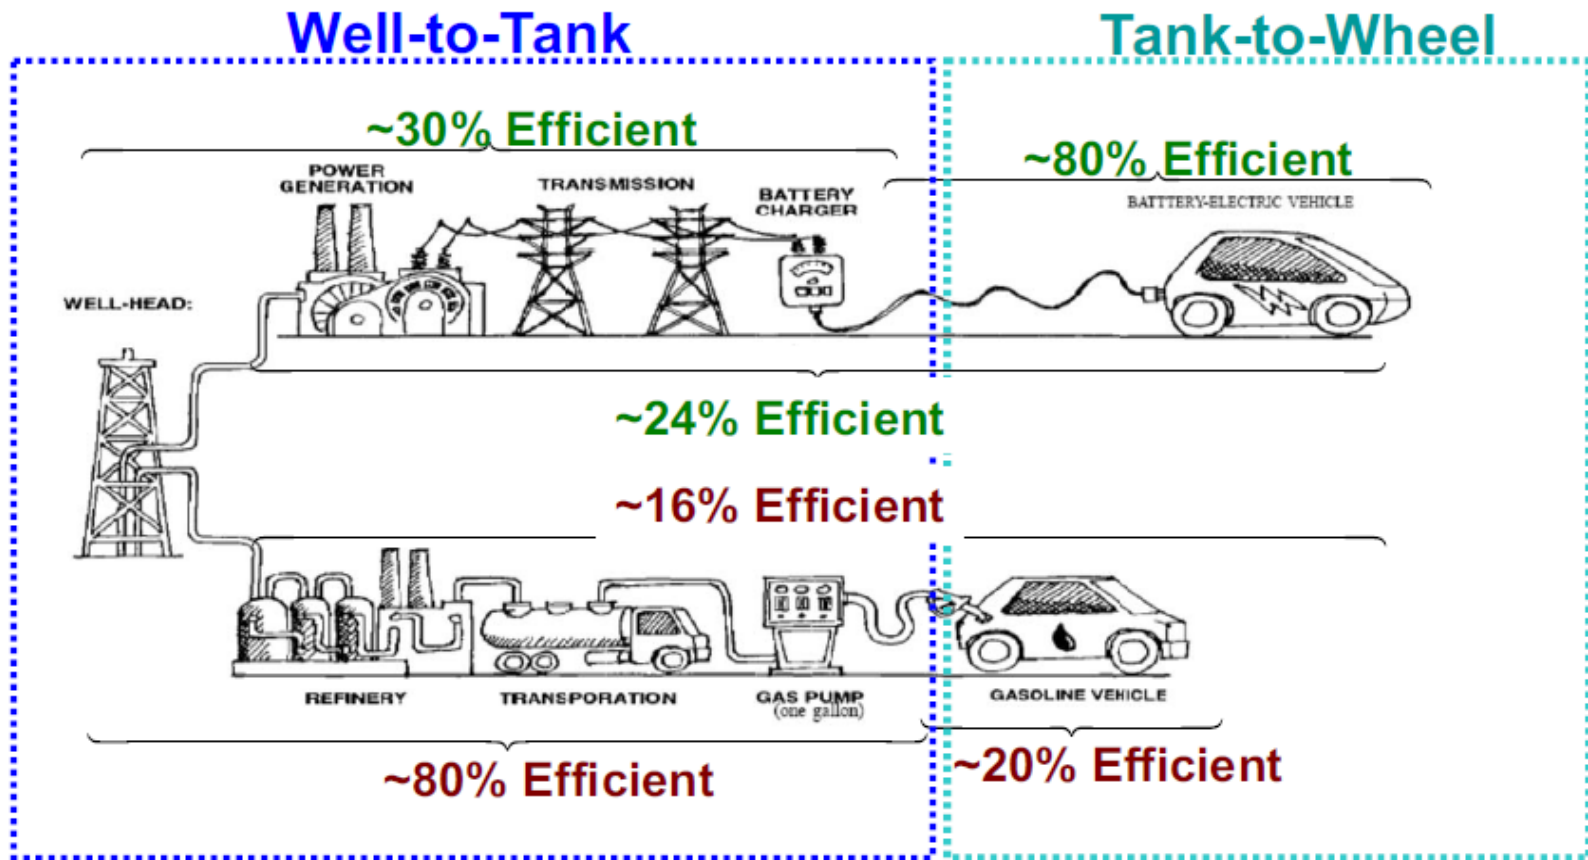 Well-to-Tank
Tank-to-Wheel
~30% Efficient
~80% Efficient
POWER
GENERATION
TRANSMISSION
BATTERY
CHARGER
BATTTERY-ELECTRIC VEHICLE
WELL-HEAD:
~24% Efficient
~16% Efficient
REFINERY
TRANSPORATION
GAS PUMP
(one gallon)
GASOLINE VEHICLE
~80% Efficient
~20% Efficient